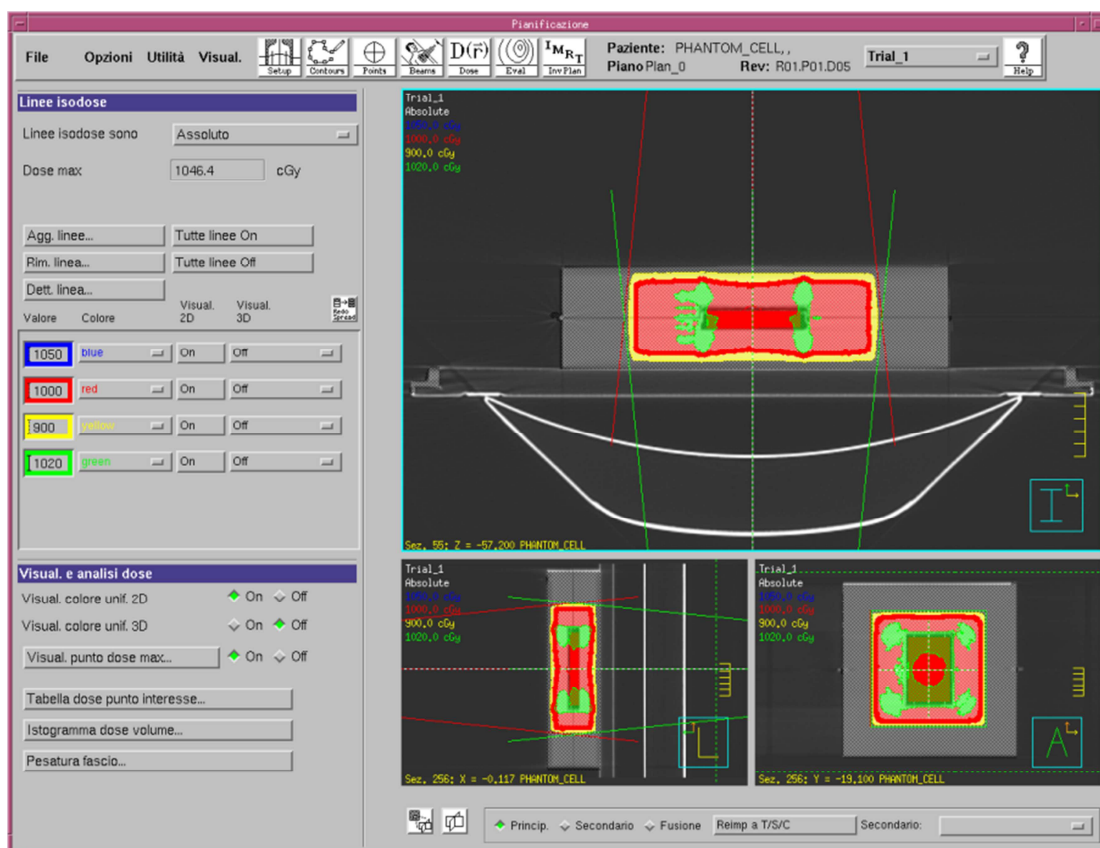 Pianificazione
File Opzioni Utilità Visual.
Setup Contours Points Beams D(r⃗) Dose Eval IMRT Inv Plan
Paziente: PHANTOM_CELL,,
Piano Plan_0 Rev: R01.P01.D05
Trial_1
? Help
Linee isodose
Linee isodose sono Assoluto
Dose max 1046.4 cGy
Agg. linee... Tutte linee On
Rim. linea... Tutte linee Off
Dett. linea...
Valore Colore Visual. 2D Visual. 3D Redo Spread
1050 blue On Off
1000 red On Off
900 yellow On Off
1020 green On Off
Visual. e analisi dose
Visual. colore unif. 2D On Off
Visual. colore unif. 3D On Off
Visual. punto dose max... On Off
Tabella dose punto interesse...
Istogramma dose volume...
Pesatura fascio...
Trial_1
Absolute
1050.0 cGy
1000.0 cGy
900.0 cGy
1020.0 cGy
I
Sez. 55: Z = -57.200 PHANTOM_CELL
Trial_1
Absolute
1050.0 cGy
1000.0 cGy
900.0 cGy
1020.0 cGy
L
Sez. 256: X = -0.117 PHANTOM_CELL
Trial_1
Absolute
1050.0 cGy
1000.0 cGy
900.0 cGy
1020.0 cGy
A
Sez. 256: Y = -19.100 PHANTOM_CELL
Princip. Secondario Fusione Reimp a T/S/C Secondario: